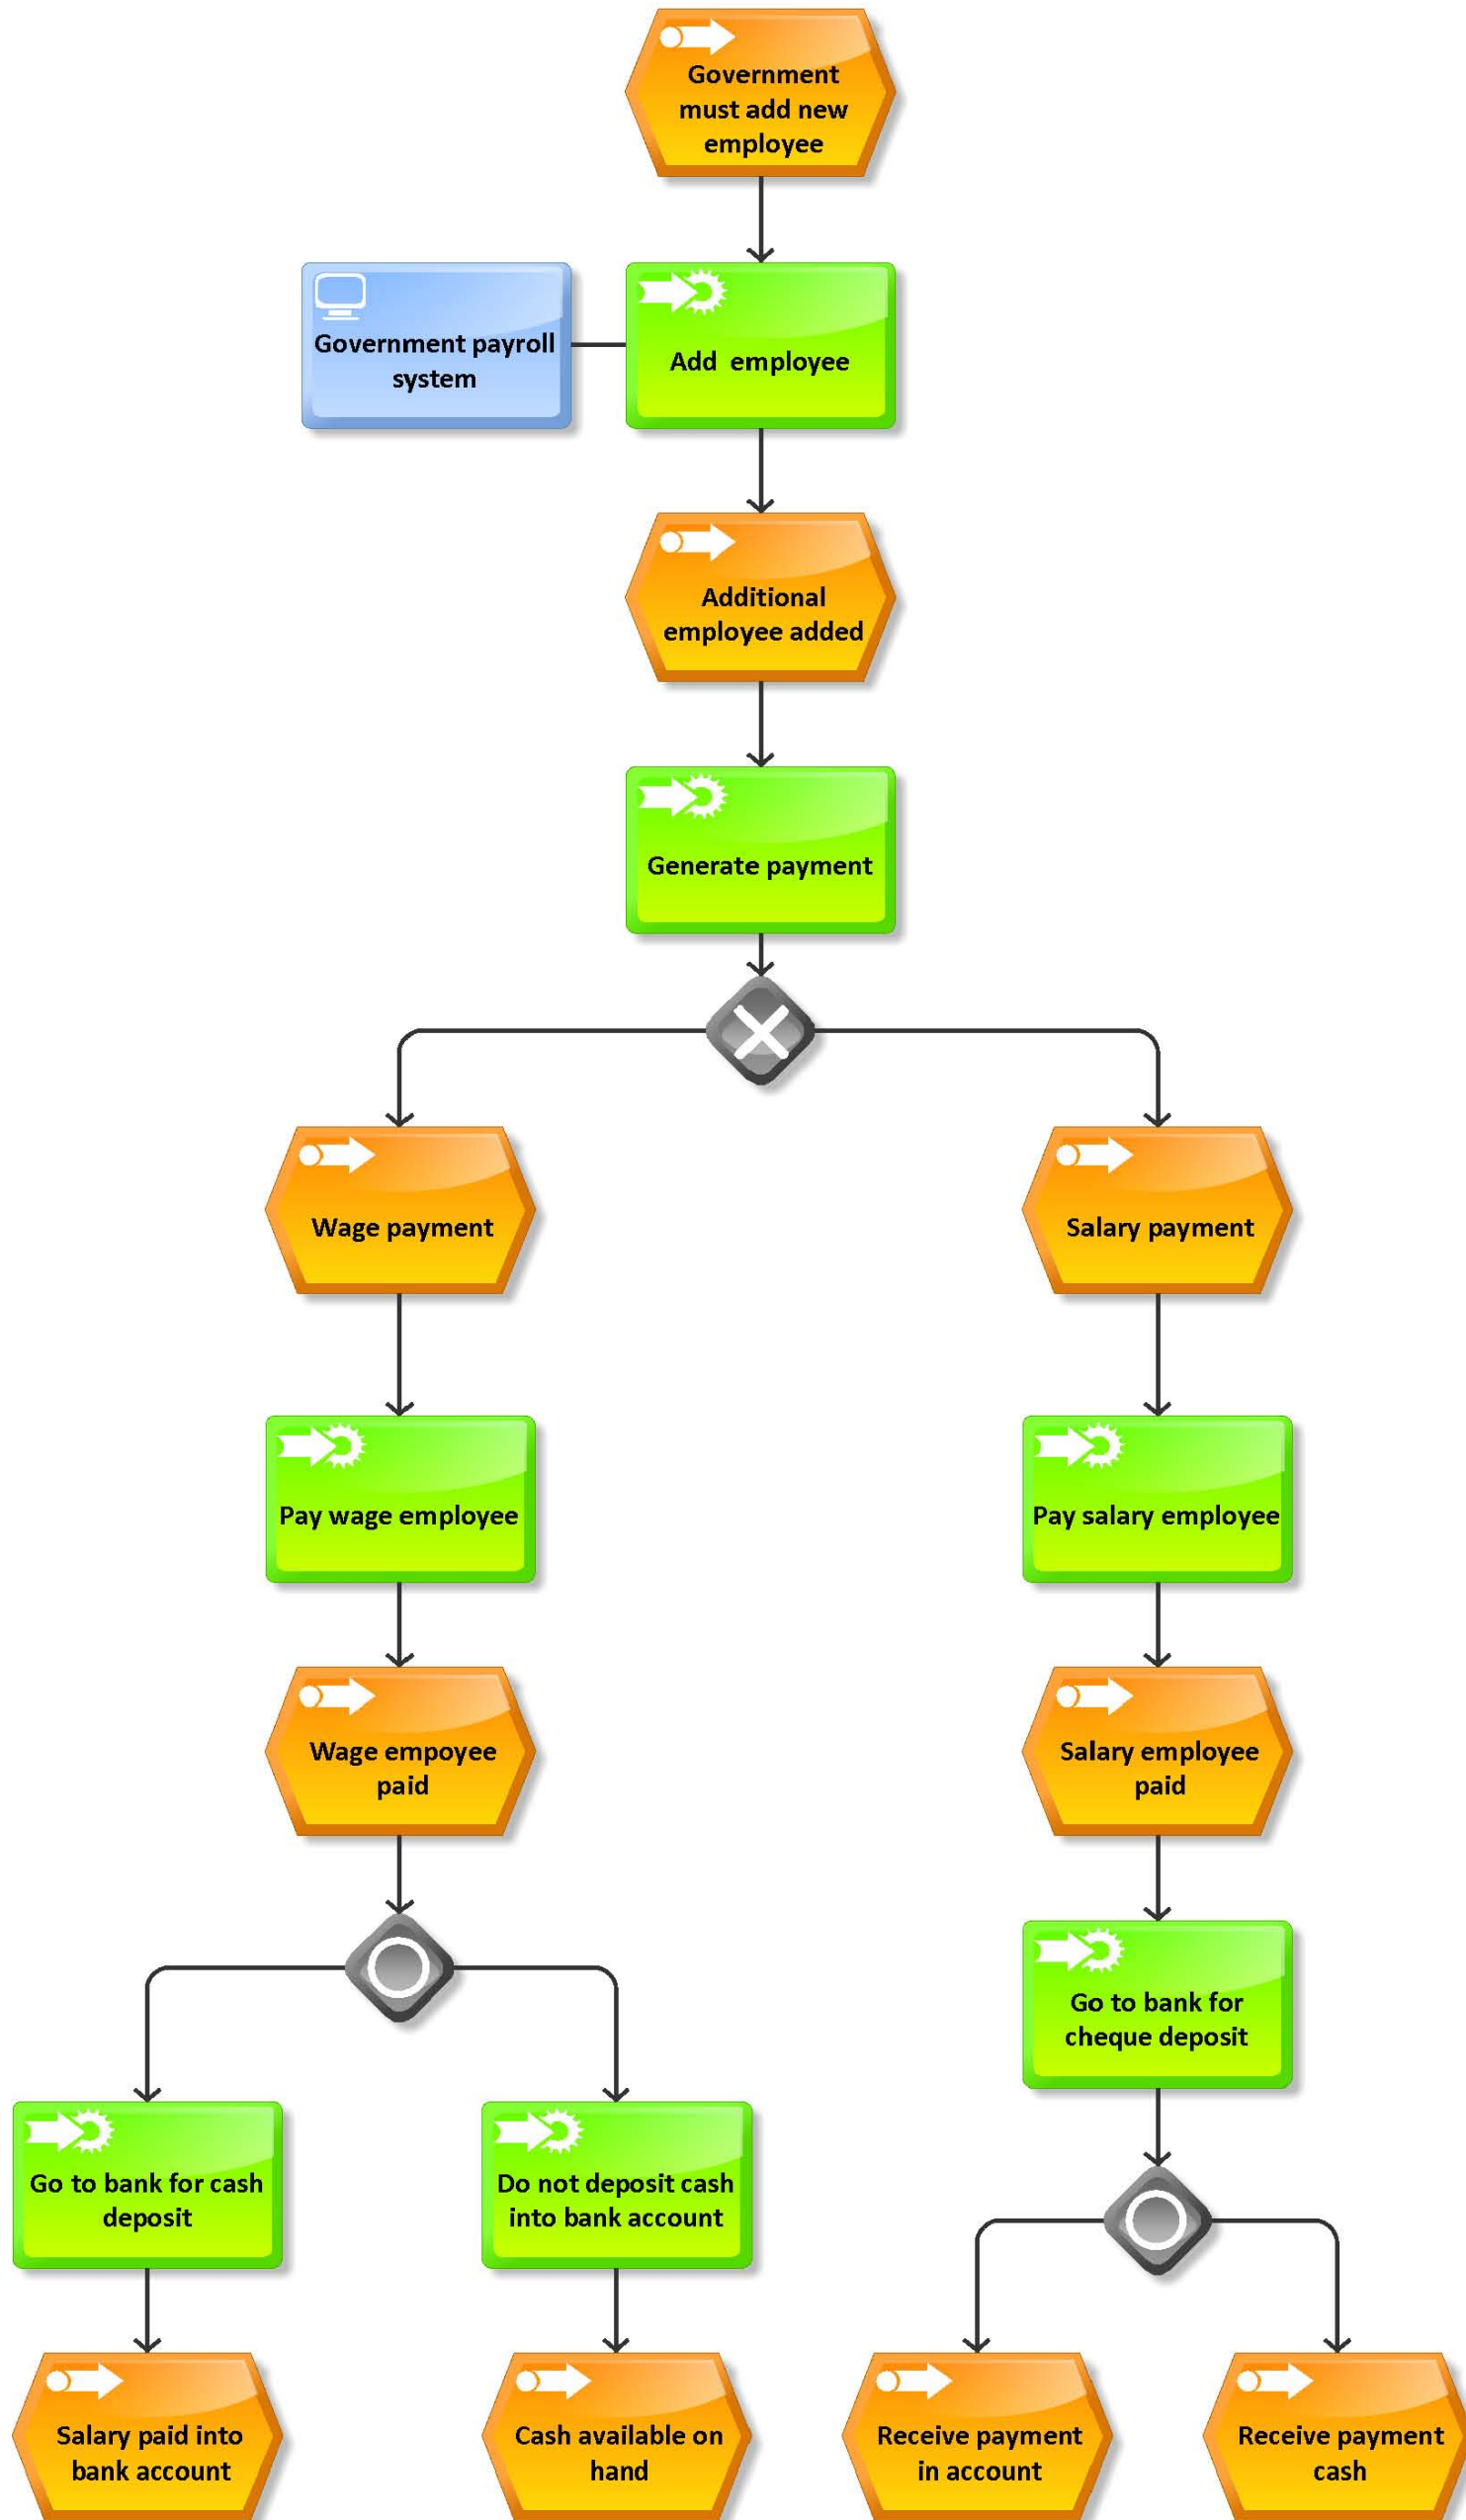 Government
must add new
employee
Government payroll
system
Add  employee
Additional
employee added
Generate payment
Wage payment
Salary payment
Pay wage employee
Pay salary employee
Wage empoyee
paid
Salary employee
paid
Go to bank for
cheque deposit
Go to bank for cash
deposit
Do not deposit cash
into bank account
Salary paid into
bank account
Cash available on
hand
Receive payment
in account
Receive payment
cash